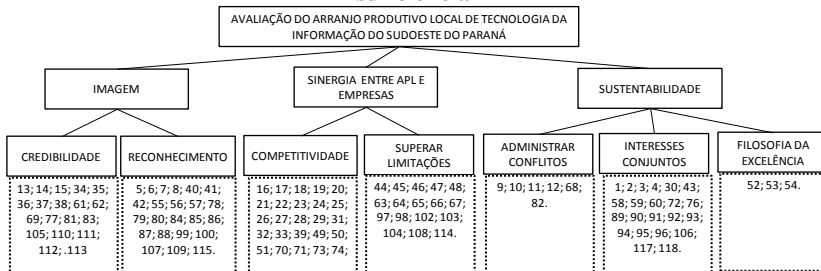 AVALIAÇÃO DO ARRANJO PRODUTIVO LOCAL DE TECNOLOGIA DA
INFORMAÇÃO DO SUDOESTE DO PARANÁ
IMAGEM
SINERGIA ENTRE APL E
EMPRESAS
SUSTENTABILIDADE
CREDIBILIDADE
RECONHECIMENTO
COMPETITIVIDADE
SUPERAR
LIMITAÇÕES
ADMINISTRAR
CONFLITOS
INTERESSES
CONJUNTOS
FILOSOFIA DA
EXCELÊNCIA
13; 14; 15; 34; 35;
36; 37; 38; 61; 62;
69; 77; 81; 83;
105; 110; 111;
112; .113
5; 6; 7; 8; 40; 41;
42; 55; 56; 57; 78;
79; 80; 84; 85; 86;
87; 88; 99; 100;
107; 109; 115.
16; 17; 18; 19; 20;
21; 22; 23; 24; 25;
26; 27; 28; 29; 31;
32; 33; 39; 49; 50;
51; 70; 71; 73; 74;
44; 45; 46; 47; 48;
63; 64; 65; 66; 67;
97; 98; 102; 103;
104; 108; 114.
9; 10; 11; 12; 68;
82.
1; 2; 3; 4; 30; 43;
58; 59; 60; 72; 76;
89; 90; 91; 92; 93;
94; 95; 96; 106;
117; 118.
52; 53; 54.